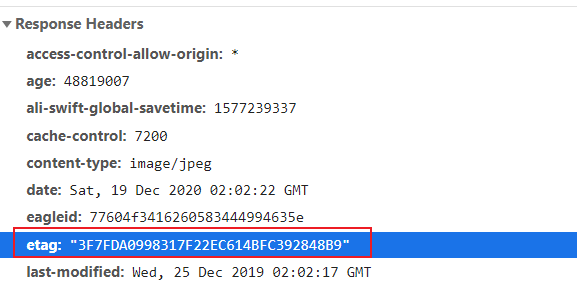 Response Headers
access-control-allow-origin: *
age: 48819007
ali-swift-global-savetime: 1577239337
cache-control: 7200
content-type: image/jpeg
date: Sat, 19 Dec 2020 02:02:22 GMT
eagleid: 77604f3416260583444994635e
etag: "3F7FDA0998317F22EC614BFC392848B9"
last-modified: Wed, 25 Dec 2019 02:02:17 GMT